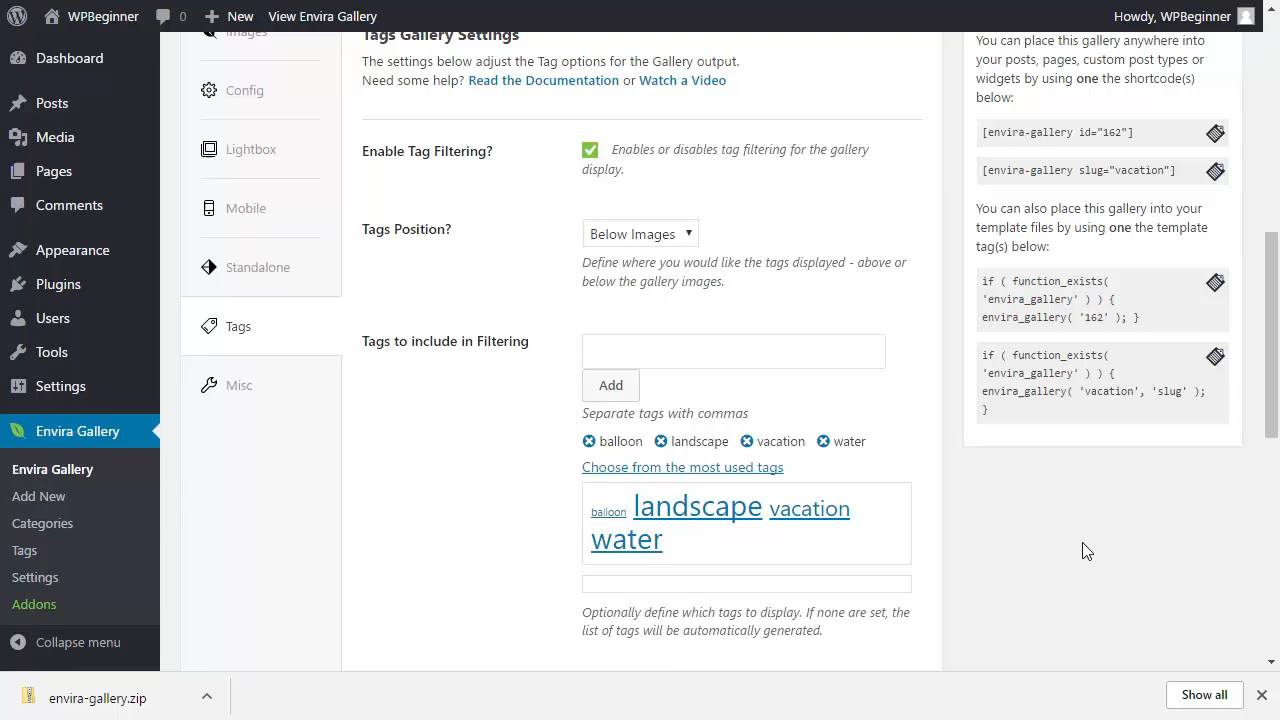 WPBeginner 0 New View Envira Gallery Howdy, WPBeginner
Dashboard
Posts
Media
Pages
Comments
Appearance
Plugins
Users
Tools
Settings
Envira Gallery
Envira Gallery
Add New
Categories
Tags
Settings
Addons
Collapse menu
Images
Config
Lightbox
Mobile
Standalone
Tags
Misc
Tags Gallery Settings
The settings below adjust the Tag options for the Gallery output.
Need some help? Read the Documentation or Watch a Video
Enable Tag Filtering?
Enables or disables tag filtering for the gallery
display.
Tags Position?
Below Images
Define where you would like the tags displayed - above or
below the gallery images.
Tags to include in Filtering
Add
Separate tags with commas
balloon landscape vacation water
Choose from the most used tags
balloon landscape vacation
water
Optionally define which tags to display. If none are set, the
list of tags will be automatically generated.
You can place this gallery anywhere into
your posts, pages, custom post types or
widgets by using one the shortcode(s)
below:
[envira-gallery id="162"]
[envira-gallery slug="vacation"]
You can also place this gallery into your
template files by using one the template
tag(s) below:
if ( function_exists(
'envira_gallery' ) ) {
envira_gallery( '162' ); }
if ( function_exists(
'envira_gallery' ) ) {
envira_gallery( 'vacation', 'slug' );
}
envira-gallery.zip
Show all